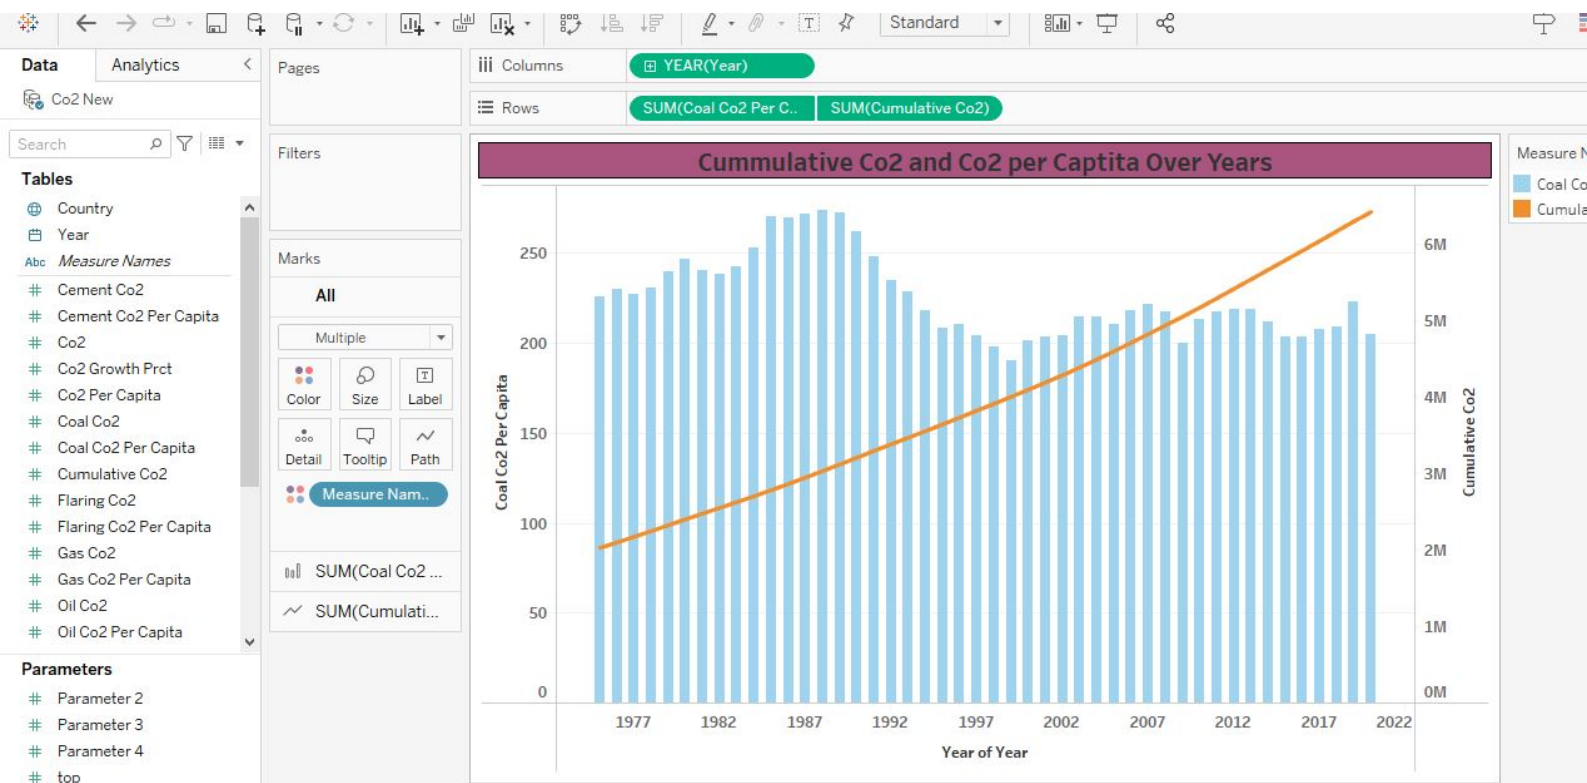 Standard
Data
Analytics
Co2 New
Search
Tables
Country
Year
Abc Measure Names
Cement Co2
Cement Co2 Per Capita
Co2
Co2 Growth Prct
Co2 Per Capita
Coal Co2
Coal Co2 Per Capita
Cumulative Co2
Flaring Co2
Flaring Co2 Per Capita
Gas Co2
Gas Co2 Per Capita
Oil Co2
Oil Co2 Per Capita
Parameters
Parameter 2
Parameter 3
Parameter 4
top
Pages
Filters
Marks
All
Multiple
Color Size Label
Detail Tooltip Path
Measure Nam..
SUM(Coal Co2 ...
SUM(Cumulati...
Columns YEAR(Year)
Rows SUM(Coal Co2 Per C.. SUM(Cumulative Co2)
Cummulative Co2 and Co2 per Captita Over Years
Coal Co2 Per Capita
250
200
150
100
50
0
6M
5M
4M
3M
2M
1M
0M
Cumulative Co2
1977 1982 1987 1992 1997 2002 2007 2012 2017 2022
Year of Year
Measure N
Coal Co
Cumula